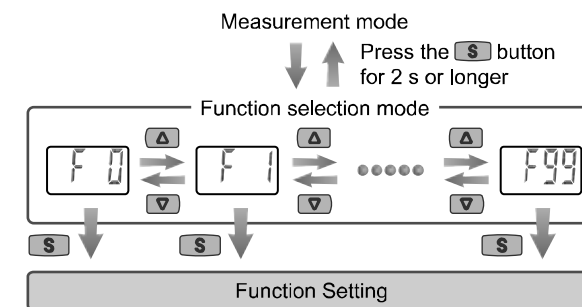 Measurement mode
Press the S button
for 2 s or longer
Function selection mode
F 0
F 1
F99
S
S
S
Function Setting